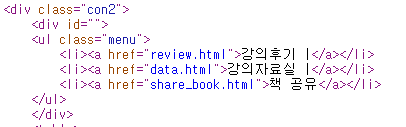 <div class="con2">
<div id="">
<ul class="menu">
<li><a href="review.html">강의후기 |</a></li>
<li><a href="data.html">강의자료실 |</a></li>
<li><a href="share_book.html">책 공유</a></li>
</ul>
</div>